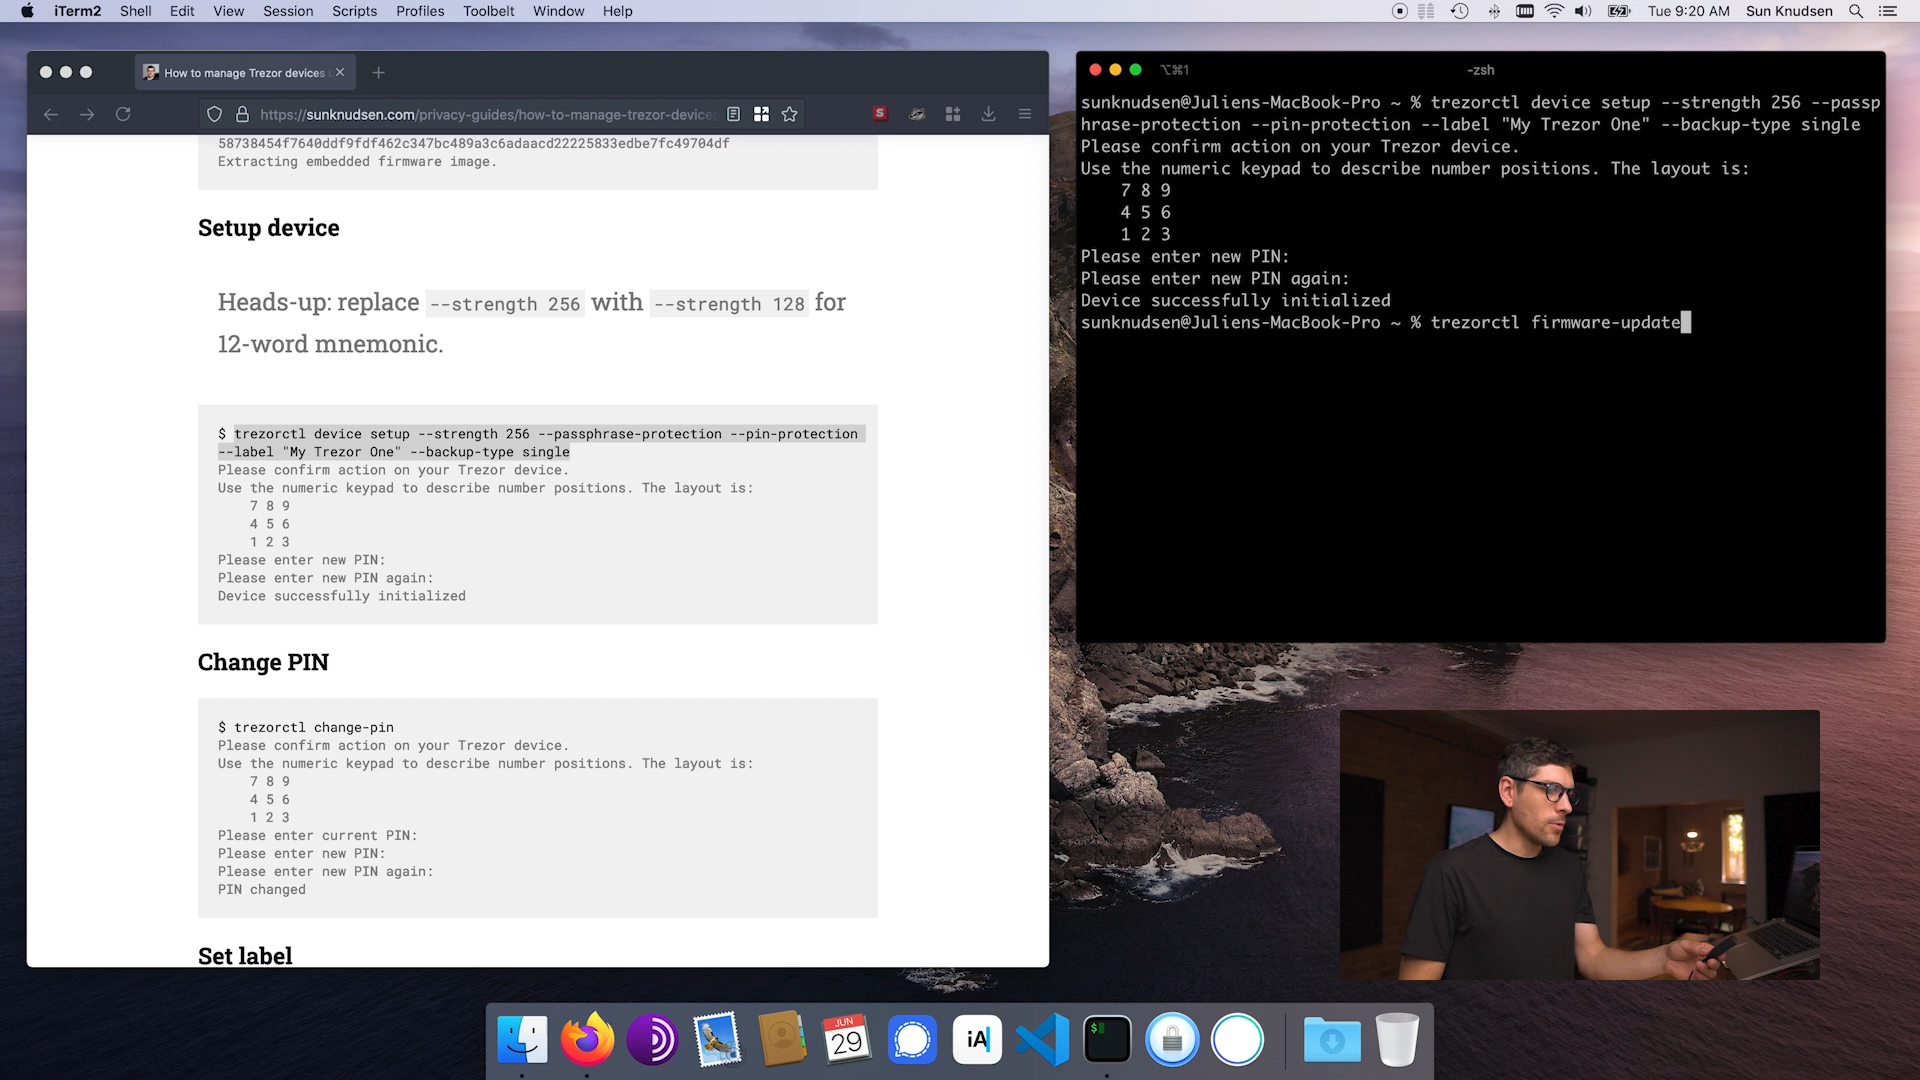 iTerm2 Shell Edit View Session Scripts Profiles Toolbelt Window Help
Tue 9:20 AM Sun Knudsen
How to manage Trezor devices
https://sunknudsen.com/privacy-guides/how-to-manage-trezor-device
58738454f7640ddf9fdf462c347bc489a3c6adaacd22225833edbe7fc49704df
Extracting embedded firmware image.
Setup device
Heads-up: replace --strength 256 with --strength 128 for
12-word mnemonic.
$ trezorctl device setup --strength 256 --passphrase-protection --pin-protection
--label "My Trezor One" --backup-type single
Please confirm action on your Trezor device.
Use the numeric keypad to describe number positions. The layout is:
7 8 9
4 5 6
1 2 3
Please enter new PIN:
Please enter new PIN again:
Device successfully initialized
Change PIN
$ trezorctl change-pin
Please confirm action on your Trezor device.
Use the numeric keypad to describe number positions. The layout is:
7 8 9
4 5 6
1 2 3
Please enter current PIN:
Please enter new PIN:
Please enter new PIN again:
PIN changed
Set label
⌥⌘1
-zsh
sunknudsen@Juliens-MacBook-Pro ~ % trezorctl device setup --strength 256 --passp
hrase-protection --pin-protection --label "My Trezor One" --backup-type single
Please confirm action on your Trezor device.
Use the numeric keypad to describe number positions. The layout is:
7 8 9
4 5 6
1 2 3
Please enter new PIN:
Please enter new PIN again:
Device successfully initialized
sunknudsen@Juliens-MacBook-Pro ~ % trezorctl firmware-update
S
JUN
29
iA
$